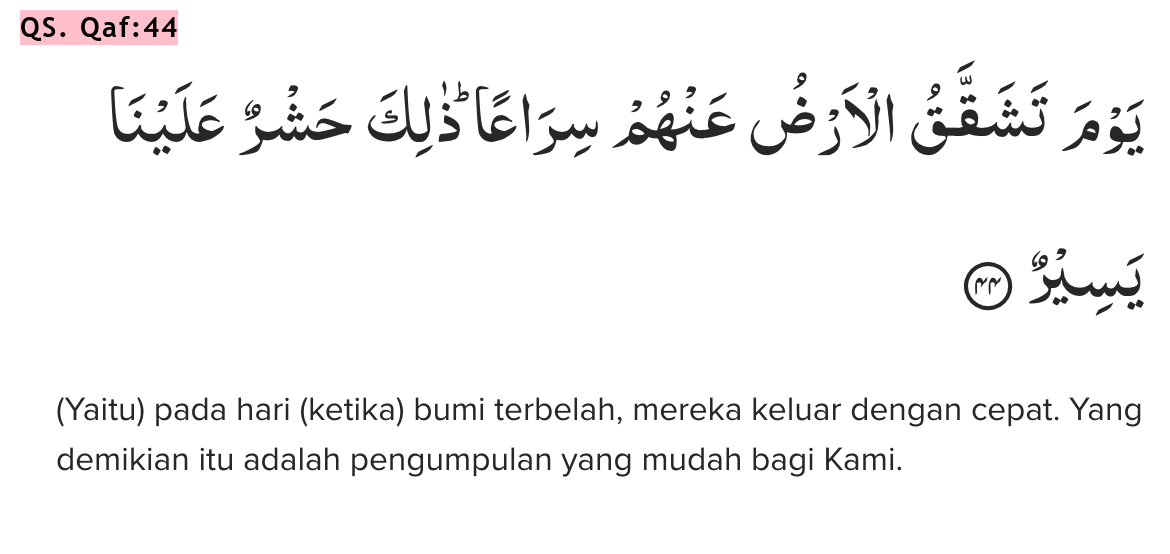 QS. Qaf:44
يَوْمَ تَشَقَّقُ الْاَرْضُ عَنْهُمْ سِرَاعًا ۗذٰلِكَ حَشْرٌ عَلَيْنَا
يَسِيْرٌ ٤٤
(Yaitu) pada hari (ketika) bumi terbelah, mereka keluar dengan cepat. Yang
demikian itu adalah pengumpulan yang mudah bagi Kami.